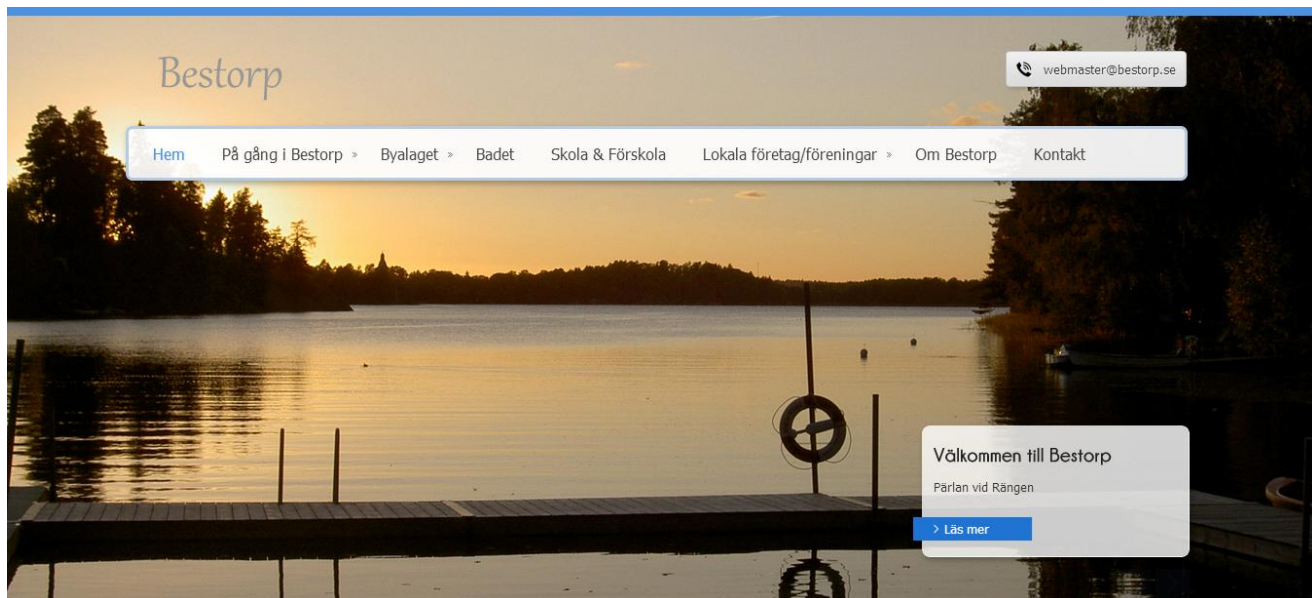 Bestorp
webmaster@bestorp.se
Hem På gång i Bestorp » Byalaget » Badet Skola & Förskola Lokala företag/föreningar » Om Bestorp Kontakt
Välkommen till Bestorp
Pärlan vid Rängen
> Läs mer